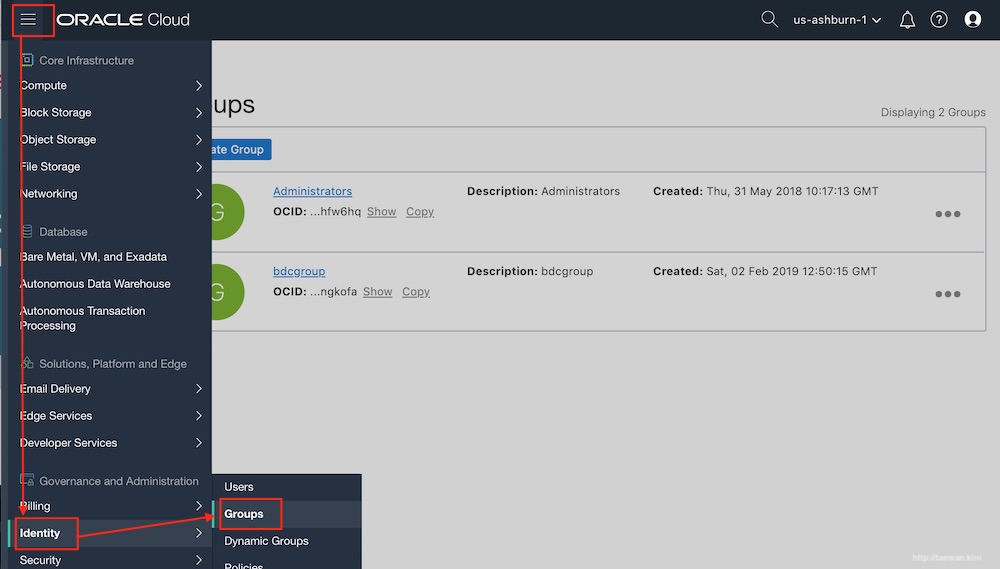 ORACLE Cloud
us-ashburn-1
Core Infrastructure
Compute
Block Storage
Object Storage
File Storage
Networking
Database
Bare Metal, VM, and Exadata
Autonomous Data Warehouse
Autonomous Transaction
Processing
Solutions, Platform and Edge
Email Delivery
Edge Services
Developer Services
Governance and Administration
Billing
Identity
Security
Users
Groups
Dynamic Groups
Policies
ups
Displaying 2 Groups
ate Group
G
Administrators
OCID: ...hfw6hq Show Copy
Description: Administrators
Created: Thu, 31 May 2018 10:17:13 GMT
G
bdcgroup
OCID: ...ngkofa Show Copy
Description: bdcgroup
Created: Sat, 02 Feb 2019 12:50:15 GMT
http://taewan.kim